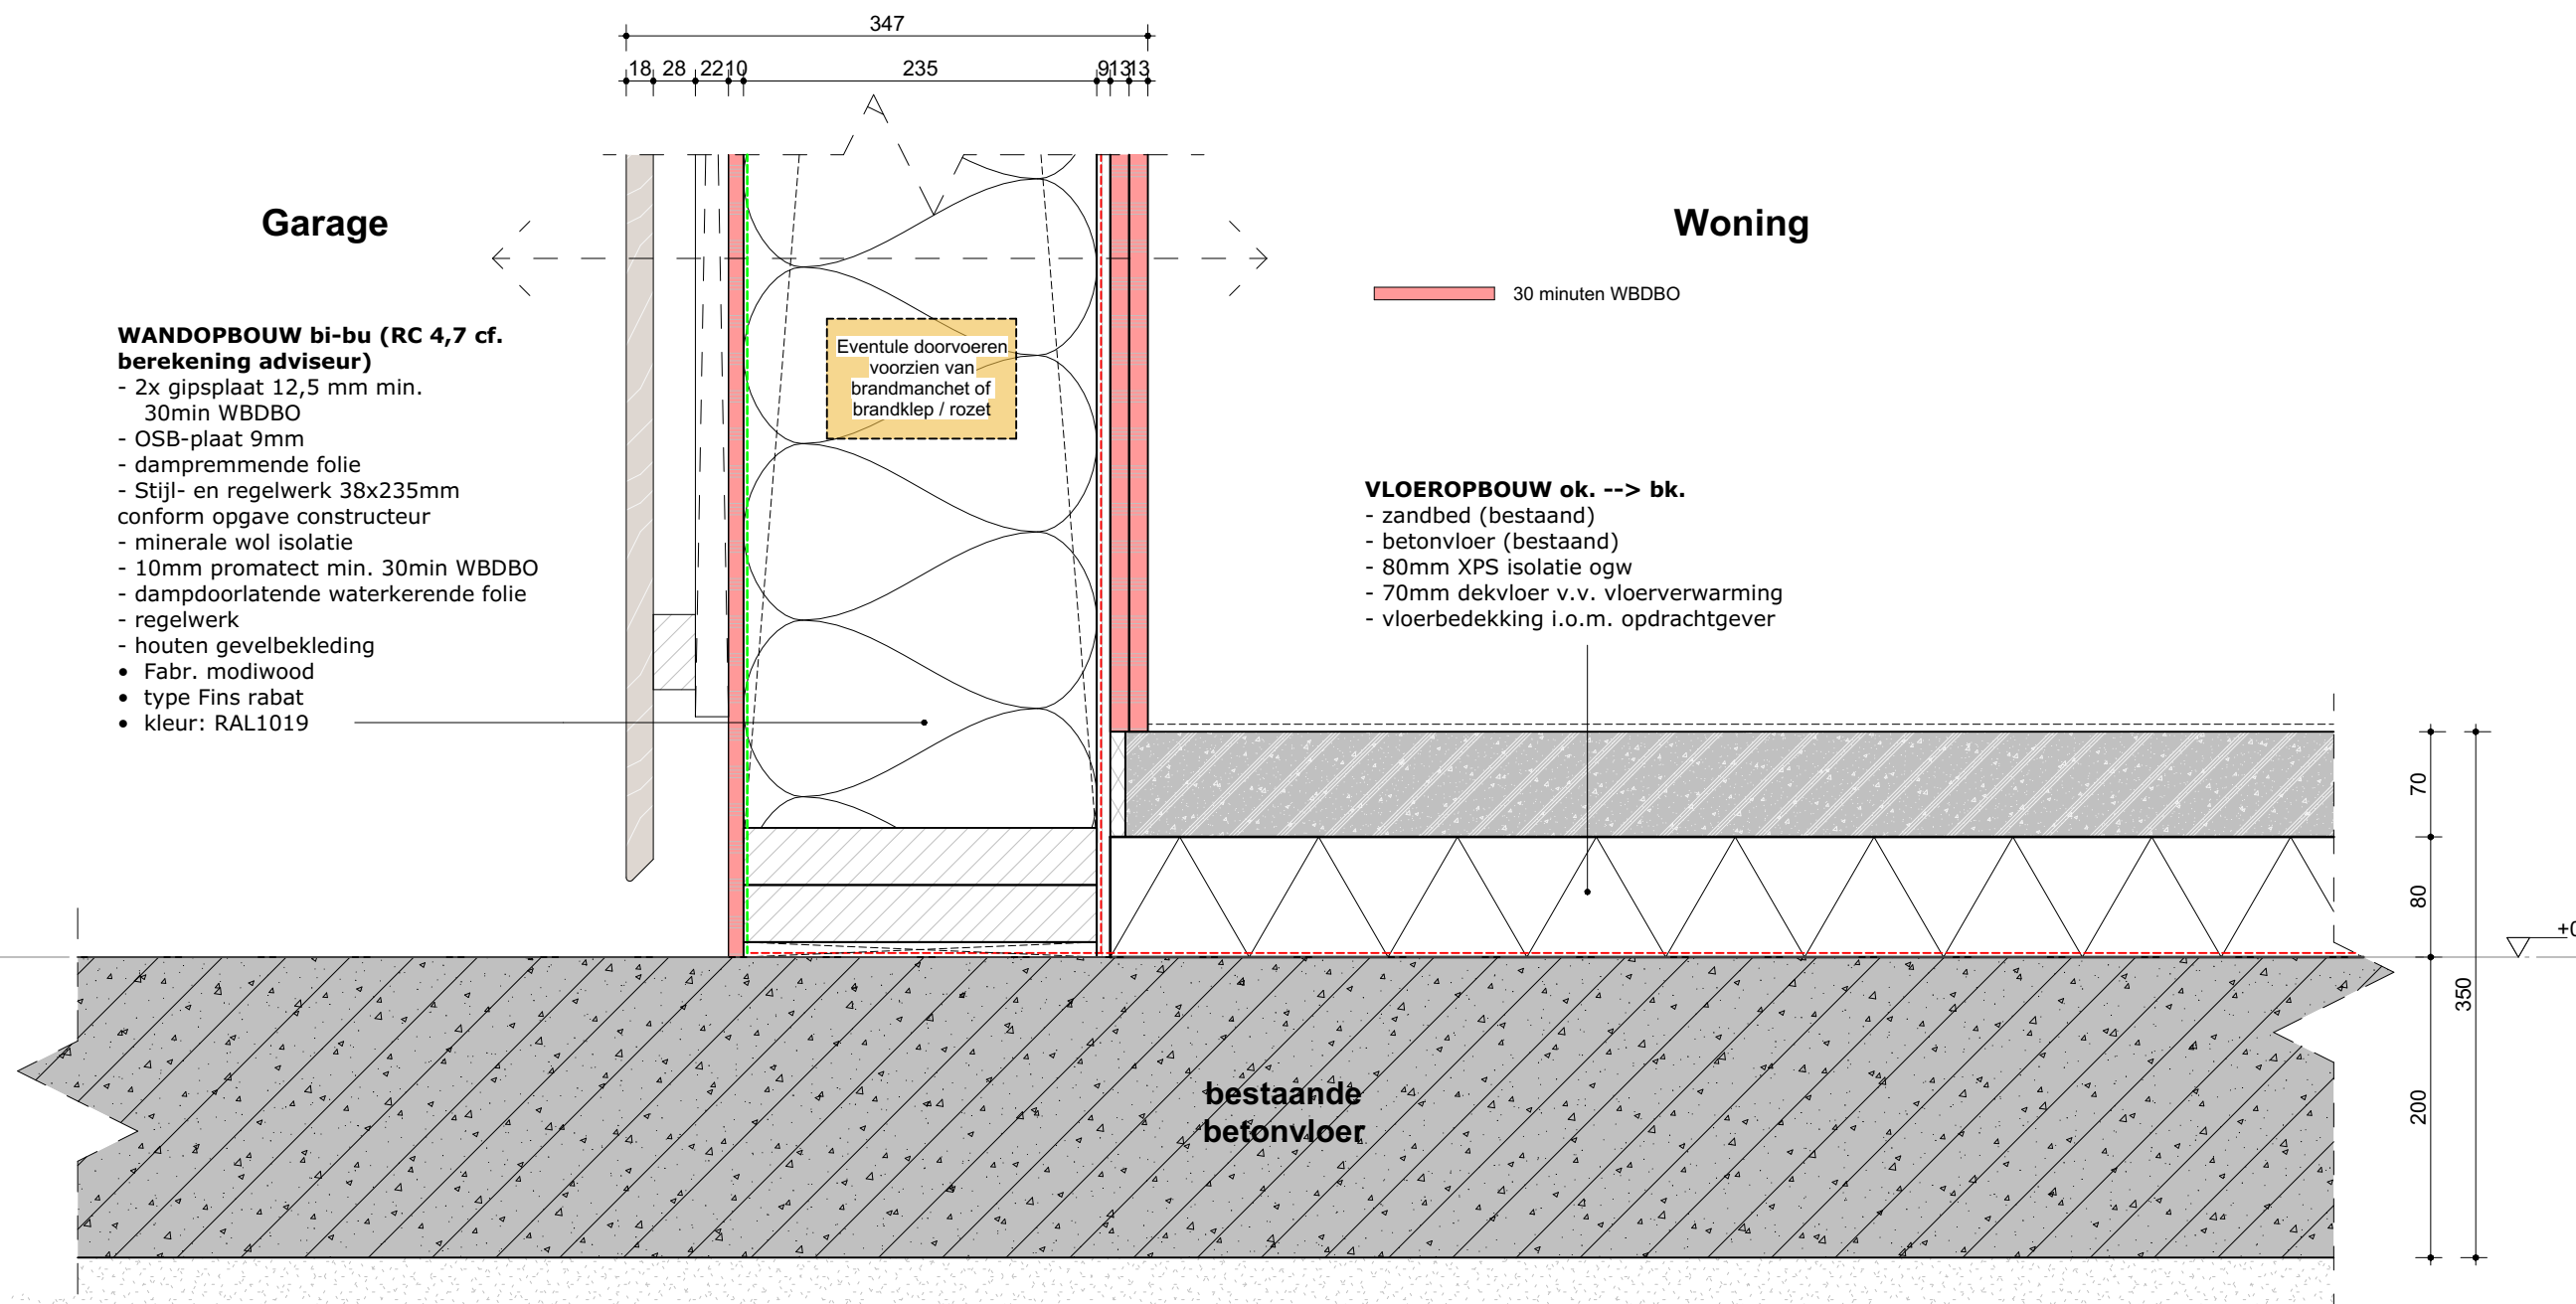 347
18 28 22 10 235 9 13 13
Garage
Woning
30 minuten WBDBO
WANDOPBOUW bi-bu (RC 4,7 cf.
berekening adviseur)
- 2x gipsplaat 12,5 mm min.
30min WBDBO
- OSB-plaat 9mm
- dampremmende folie
- Stijl- en regelwerk 38x235mm
conform opgave constructeur
- minerale wol isolatie
- 10mm promatect min. 30min WBDBO
- dampdoorlatende waterkerende folie
- regelwerk
- houten gevelbekleding
• Fabr. modiwood
• type Fins rabat
• kleur: RAL1019
Eventule doorvoeren
voorzien van
brandmanchet of
brandklep / rozet
VLOEROPBOUW ok. --> bk.
- zandbed (bestaand)
- betonvloer (bestaand)
- 80mm XPS isolatie ogw
- 70mm dekvloer v.v. vloerverwarming
- vloerbedekking i.o.m. opdrachtgever
70
80
350
200
bestaande
betonvloer